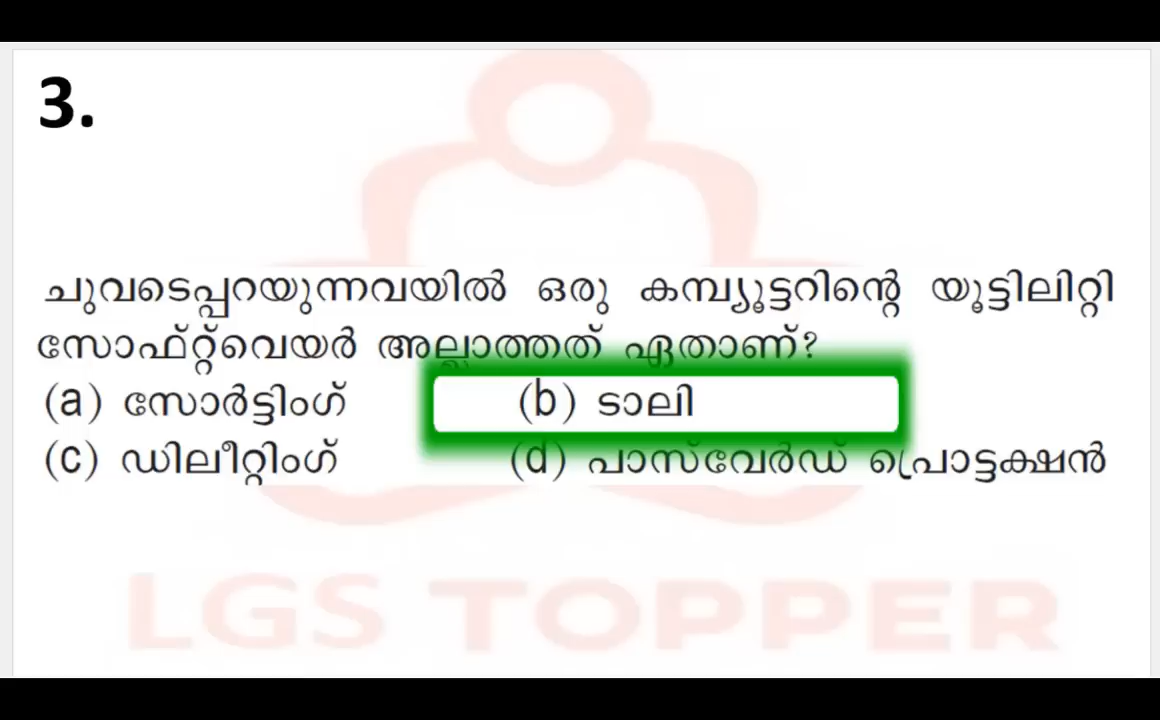 3.
ചുവടെപ്പറയുന്നവയിൽ ഒരു കമ്പ്യൂട്ടറിന്റെ യൂട്ടിലിറ്റി
സോഫ്റ്റ്‌വെയർ അല്ലാത്തത് ഏതാണ്?
(a) സോർട്ടിംഗ് (b) ടാലി
(c) ഡിലീറ്റിംഗ് (d) പാസ്‌വേർഡ് പ്രൊട്ടക്ഷൻ
LGS TOPPER